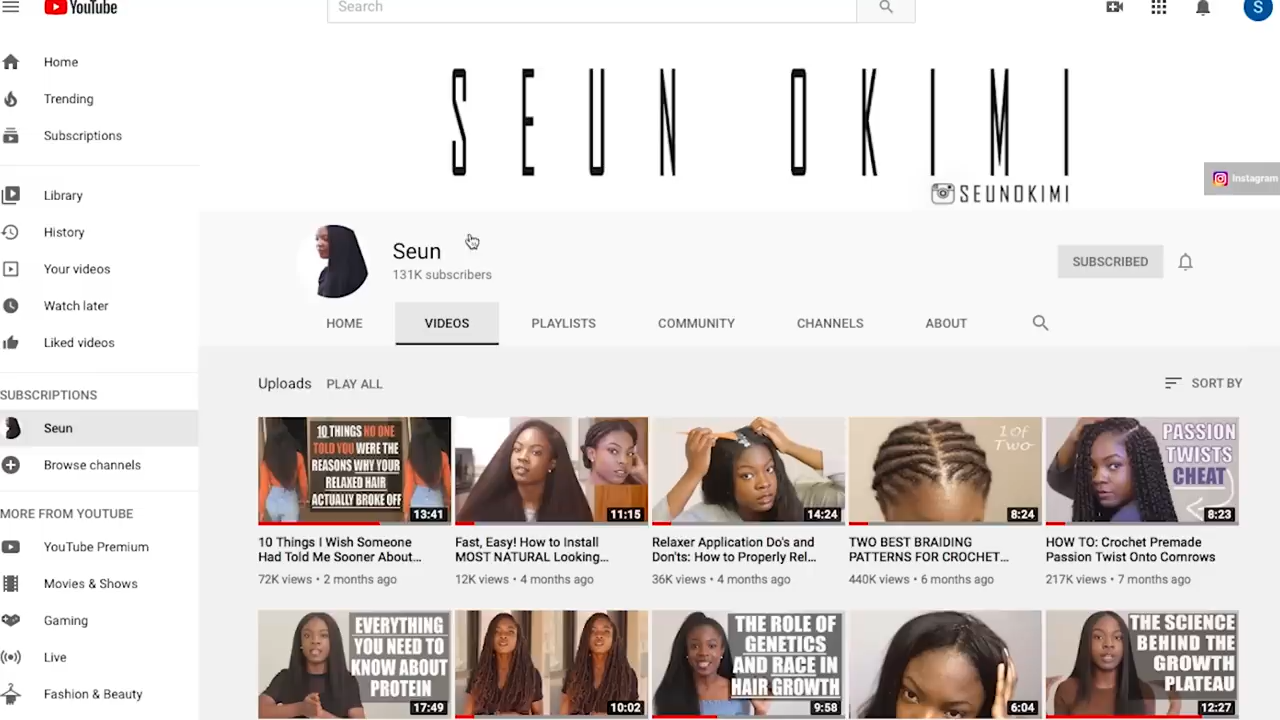 YouTube
Search
S
Home
Trending
Subscriptions
Library
History
Your videos
Watch later
Liked videos
SUBSCRIPTIONS
Seun
Browse channels
MORE FROM YOUTUBE
YouTube Premium
Movies & Shows
Gaming
Live
Fashion & Beauty
SEUN OKIMI
SEUNOKIMI
Instagram
Seun
131K subscribers
SUBSCRIBED
HOME
VIDEOS
PLAYLISTS
COMMUNITY
CHANNELS
ABOUT
Uploads
PLAY ALL
SORT BY
10 THINGS NO ONE
TOLD YOU WERE THE
REASONS WHY YOUR
RELAXED HAIR
ACTUALLY BROKE OFF
13:41
10 Things I Wish Someone
Had Told Me Sooner About...
72K views • 2 months ago
11:15
Fast, Easy! How to Install
MOST NATURAL Looking...
12K views • 4 months ago
14:24
Relaxer Application Do's and
Don'ts: How to Properly Rel...
36K views • 4 months ago
1 of
Two
8:24
TWO BEST BRAIDING
PATTERNS FOR CROCHET...
440K views • 6 months ago
PASSION
TWISTS
CHEAT
8:23
HOW TO: Crochet Premade
Passion Twist Onto Cornrows
217K views • 7 months ago
EVERYTHING
YOU NEED TO
KNOW ABOUT
PROTEIN
17:49
10:02
THE ROLE OF
GENETICS
AND RACE IN
HAIR GROWTH
9:58
6:04
THE SCIENCE
BEHIND THE
GROWTH
PLATEAU
12:27